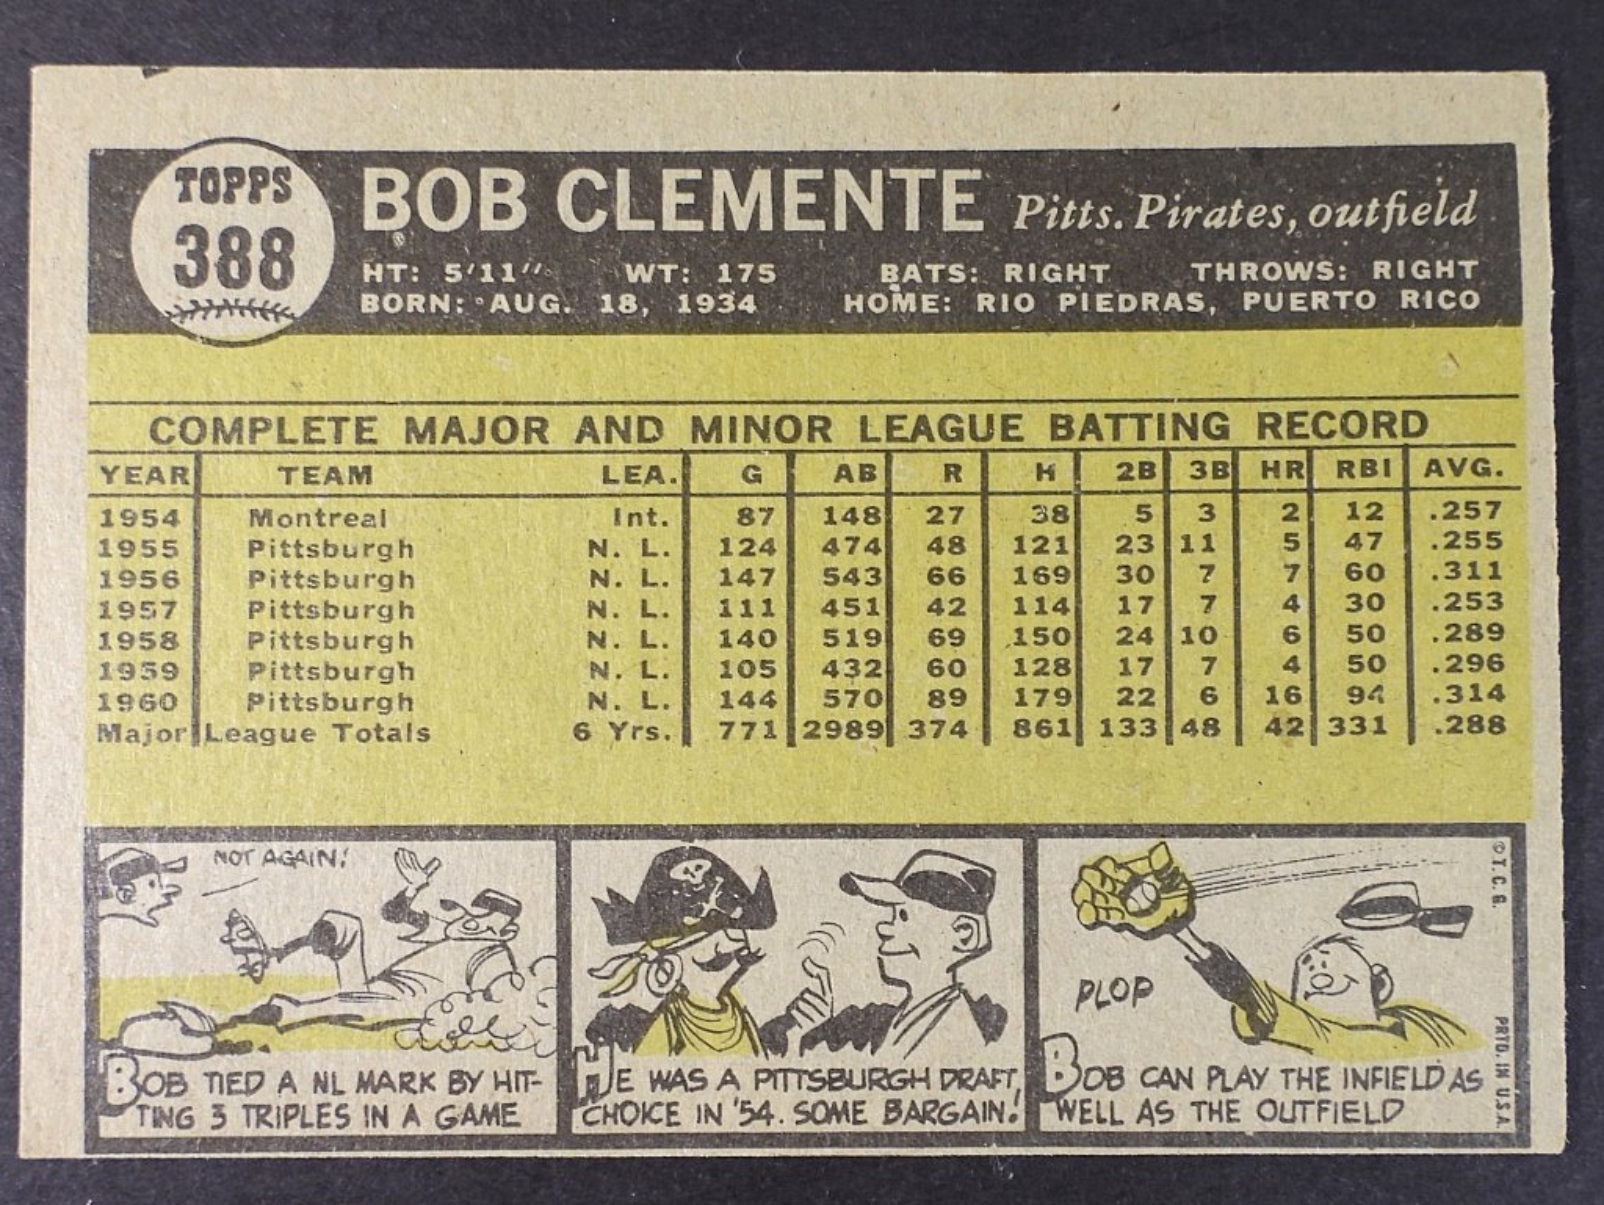 TOPPS
388
BOB CLEMENTE Pitts. Pirates, outfield
HT: 5'11" WT: 175 BATS: RIGHT THROWS: RIGHT
BORN: AUG. 18, 1934 HOME: RIO PIEDRAS, PUERTO RICO
COMPLETE MAJOR AND MINOR LEAGUE BATTING RECORD
YEAR TEAM LEA. G AB R H 2B 3B HR RBI AVG.
1954 Montreal Int. 87 148 27 38 5 3 2 12 .257
1955 Pittsburgh N. L. 124 474 48 121 23 11 5 47 .255
1956 Pittsburgh N. L. 147 543 66 169 30 7 7 60 .311
1957 Pittsburgh N. L. 111 451 42 114 17 7 4 30 .253
1958 Pittsburgh N. L. 140 519 69 150 24 10 6 50 .289
1959 Pittsburgh N. L. 105 432 60 128 17 7 4 50 .296
1960 Pittsburgh N. L. 144 570 89 179 22 6 16 94 .314
Major League Totals 6 Yrs. 771 2989 374 861 133 48 42 331 .288
NOT AGAIN!
BOB TIED A NL MARK BY HIT-
TING 3 TRIPLES IN A GAME
HE WAS A PITTSBURGH DRAFT
CHOICE IN '54. SOME BARGAIN!
PLOP
BOB CAN PLAY THE INFIELD AS
WELL AS THE OUTFIELD
© T. C. G.
PRTD. IN U.S.A.